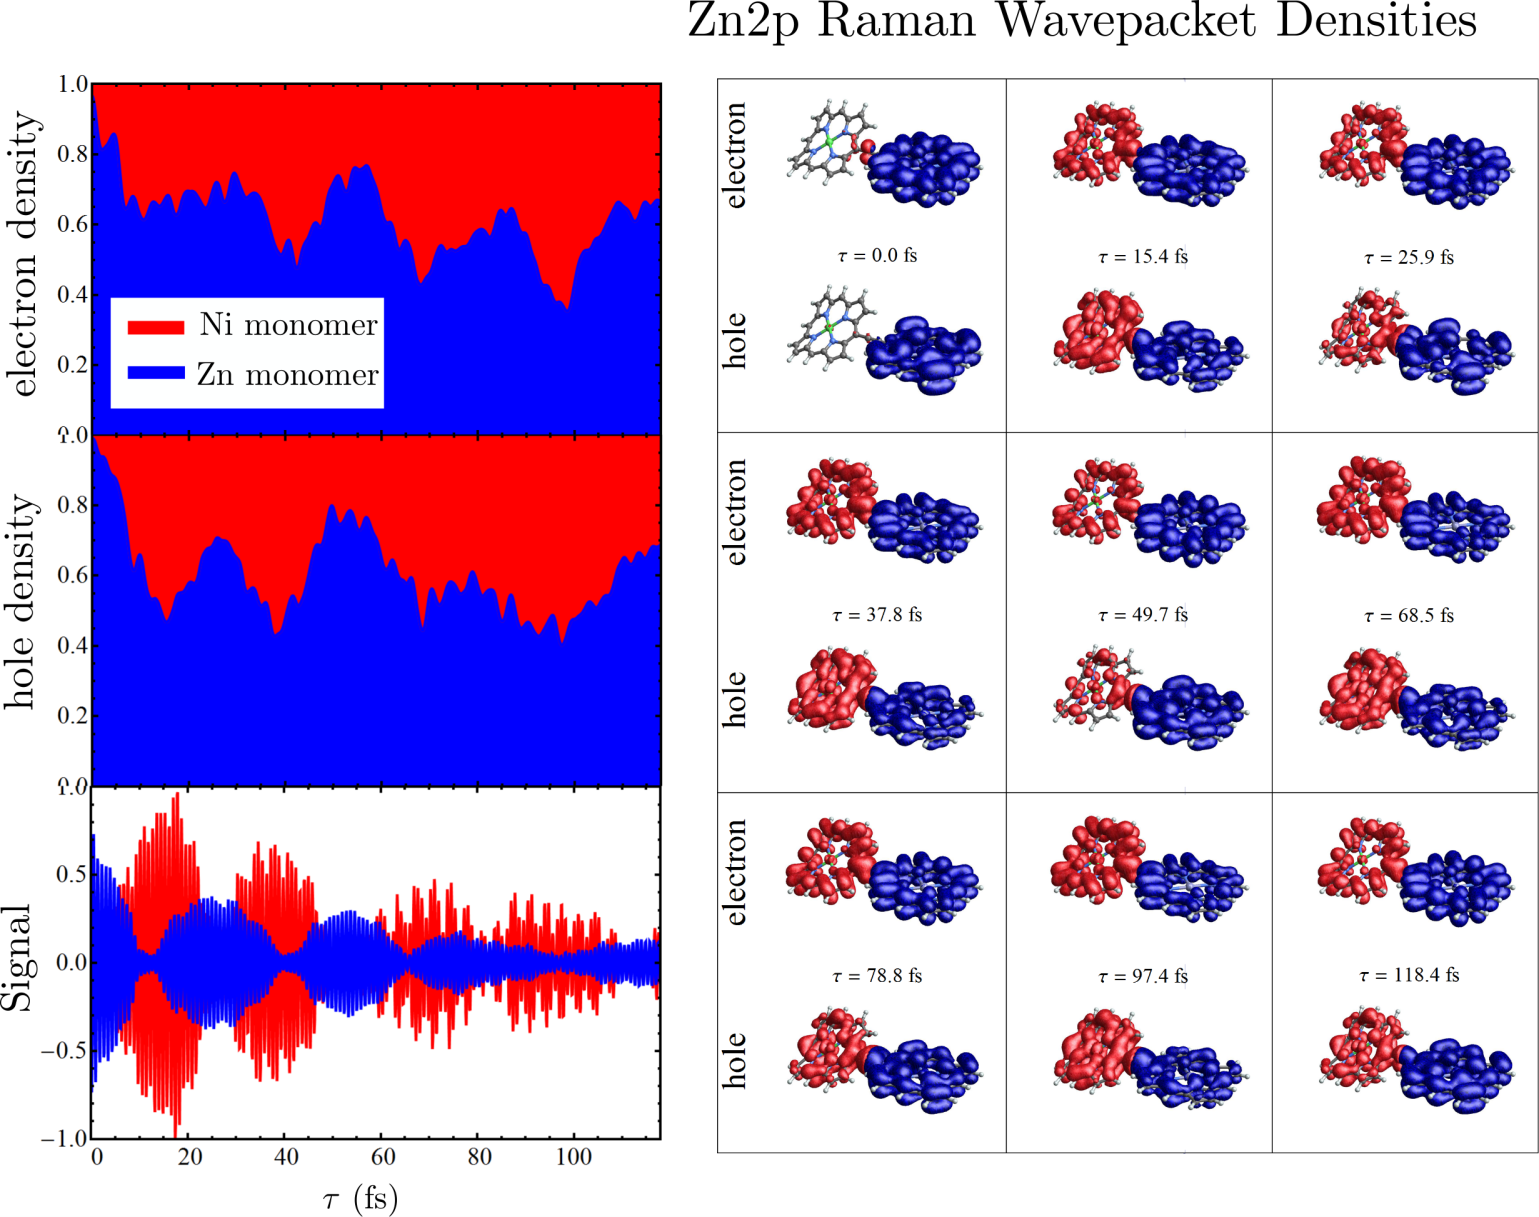 Zn2p Raman Wavepacket Densities
electron density
1.0
0.8
0.6
0.4
0.2
0.0
Ni monomer
Zn monomer
hole density
1.0
0.8
0.6
0.4
0.2
0.0
Signal
1.0
0.5
0.0
−0.5
−1.0
0 20 40 60 80 100
τ (fs)
electron
τ = 0.0 fs τ = 15.4 fs τ = 25.9 fs
hole
electron
τ = 37.8 fs τ = 49.7 fs τ = 68.5 fs
hole
electron
τ = 78.8 fs τ = 97.4 fs τ = 118.4 fs
hole